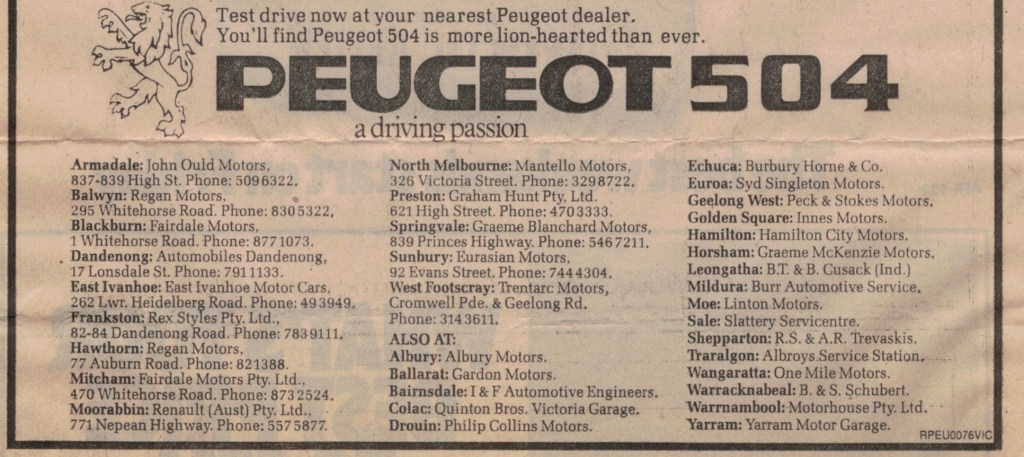 Test drive now at your nearest Peugeot dealer.
You'll find Peugeot 504 is more lion-hearted than ever.
PEUGEOT 504
a driving passion
Armadale: John Ould Motors,
837-839 High St. Phone: 509 6322.
Balwyn: Regan Motors,
295 Whitehorse Road. Phone: 830 5322,
Blackburn: Fairdale Motors,
1 Whitehorse Road. Phone: 877 1073.
Dandenong: Automobiles Dandenong,
17 Lonsdale St. Phone: 791 1133.
East Ivanhoe: East Ivanhoe Motor Cars,
262 Lwr. Heidelberg Road. Phone: 49 3949.
Frankston: Rex Styles Pty. Ltd.,
82-84 Dandenong Road. Phone: 783 9111.
Hawthorn: Regan Motors,
77 Auburn Road. Phone: 82 1388.
Mitcham: Fairdale Motors Pty. Ltd.,
470 Whitehorse Road. Phone: 873 2524.
Moorabbin: Renault (Aust) Pty. Ltd.,
771 Nepean Highway. Phone: 557 5877.
North Melbourne: Mantello Motors,
326 Victoria Street. Phone: 329 8722.
Preston: Graham Hunt Pty. Ltd.
621 High Street. Phone: 470 3333.
Springvale: Graeme Blanchard Motors,
839 Princes Highway. Phone: 546 7211.
Sunbury: Eurasian Motors,
92 Evans Street. Phone: 744 4304.
West Footscray: Trentarc Motors,
Cromwell Pde. & Geelong Rd.
Phone: 314 3611.
ALSO AT:
Albury: Albury Motors.
Ballarat: Gardon Motors.
Bairnsdale: I & F Automotive Engineers.
Colac: Quinton Bros. Victoria Garage.
Drouin: Philip Collins Motors.
Echuca: Burbury Horne & Co.
Euroa: Syd Singleton Motors.
Geelong West: Peck & Stokes Motors.
Golden Square: Innes Motors.
Hamilton: Hamilton City Motors.
Horsham: Graeme McKenzie Motors.
Leongatha: B.T. & B. Cusack (Ind.)
Mildura: Burr Automotive Service.
Moe: Linton Motors.
Sale: Slattery Servicentre.
Shepparton: R.S. & A.R. Trevaskis.
Traralgon: Albroys Service Station.
Wangaratta: One Mile Motors.
Warracknabeal: B. & S. Schubert.
Warrnambool: Motorhouse Pty. Ltd.
Yarram: Yarram Motor Garage.
RPEU0076VIC